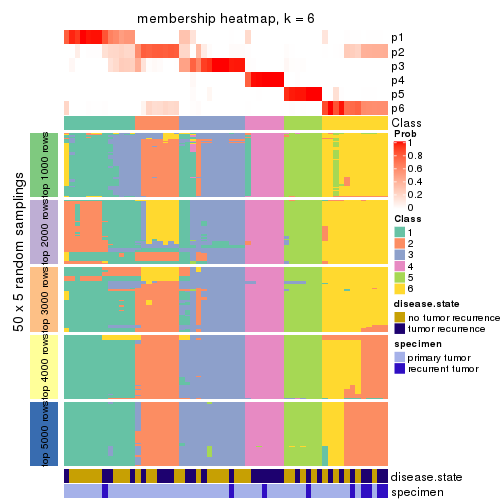 membership heatmap, k = 6
p1
p2
p3
p4
p5
p6
Class
50 x 5 random samplings
top 1000 rows
top 2000 rows
top 3000 rows
top 4000 rows
top 5000 rows
disease.state
specimen
Prob
1
0.8
0.6
0.4
0.2
0
Class
1
2
3
4
5
6
disease.state
no tumor recurrence
tumor recurrence
specimen
primary tumor
recurrent tumor